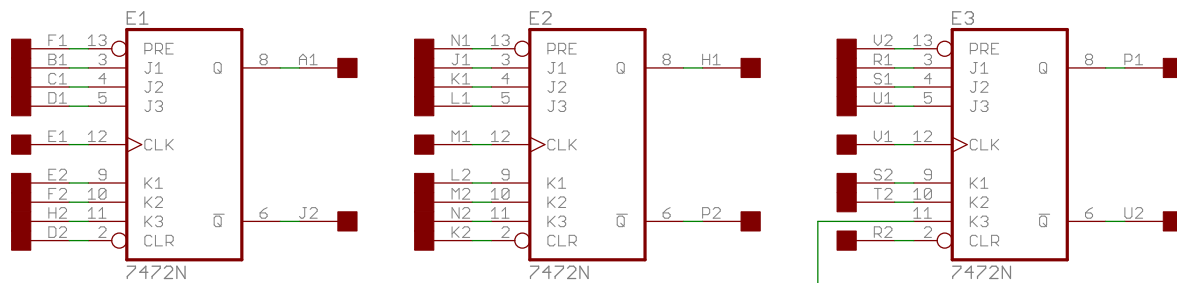 E1
F1 13 PRE
B1 3 J1 Q 8 A1
C1 4 J2
D1 5 J3
E1 12 CLK
E2 9 K1
F2 10 K2
H2 11 K3 Q 6 J2
D2 2 CLR
7472N
E2
N1 13 PRE
J1 3 J1 Q 8 H1
K1 4 J2
L1 5 J3
M1 12 CLK
L2 9 K1
M2 10 K2
N2 11 K3 Q 6 P2
K2 2 CLR
7472N
E3
V2 13 PRE
R1 3 J1 Q 8 P1
S1 4 J2
U1 5 J3
V1 12 CLK
S2 9 K1
T2 10 K2
11 K3 Q 6 U2
R2 2 CLR
7472N